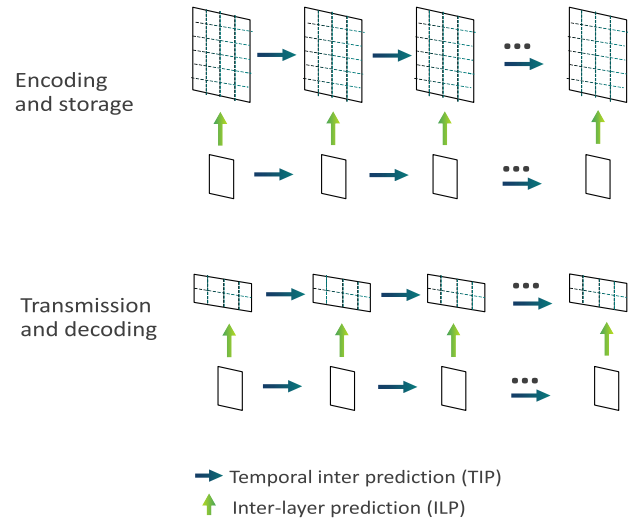 Encoding
and storage
Transmission
and decoding
Temporal inter prediction (TIP)
Inter-layer prediction (ILP)